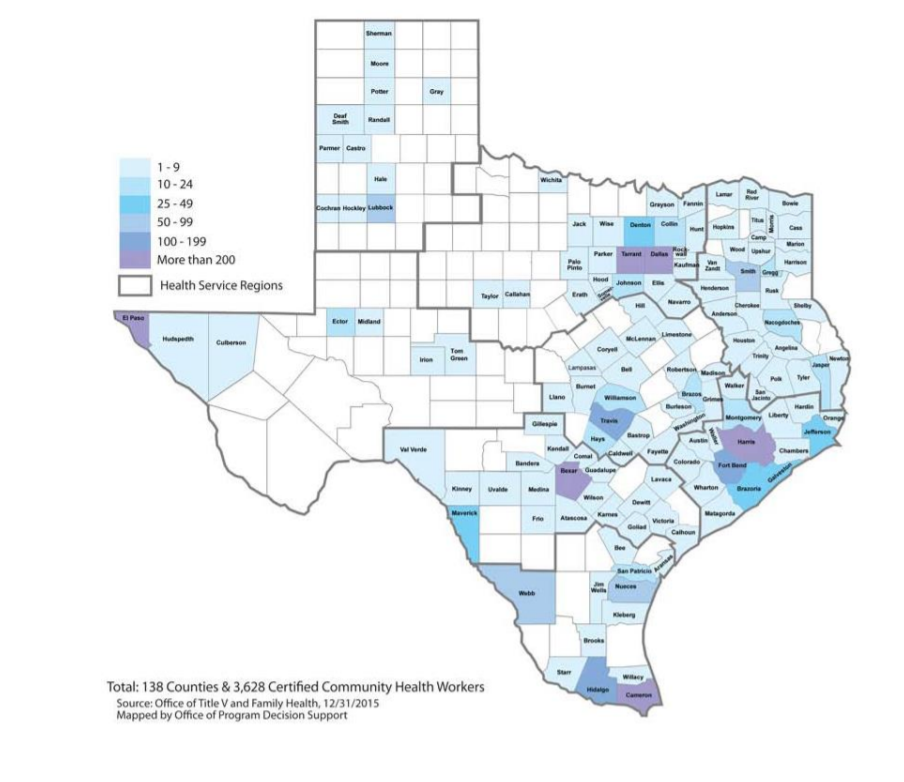 Sherman
Moore
Potter Gray
Deaf
Smith Randall
Parmer Castro
Hale
Cochran Hockley Lubbock
1 - 9
10 - 24
25 - 49
50 - 99
100 - 199
More than 200
Health Service Regions
Wichita
Lamar Red
River Bowie
Greyson Fannin
Jack Wise Denton Collin Hunt
Hopkins Titus Morris Cass
Camp
Marion
Parker Tarrant Dallas Rock-
wall
Kaufman
Wood Upshur
Harrison
Palo
Pinto
Van
Zandt Smith Gregg
Hood Johnson Ellis
Henderson Rusk
Taylor Callahan Erath
Navarro
Cherokee Shelby
Anderson
Hill
Nacogdoches
El Paso
Hudspedth Culberson
Ector Midland
Irion Tom
Green
McLennan Limestone
Coryell
Houston Angelina
Trinity
Newton
Jasper
Lampasas Bell Robertson Madison
Polk Tyler
Burnet
Walker San
Jacinto
Llano Williamson Brazos Grimes
Burleson
Hardin
Montgomery Liberty Orange
Travis Washington
Gillespie
Jefferson
Hays Bastrop Austin Waller Harris
Chambers
Val Verde Kendall Caldwell Fayette
Comal
Colorado Fort Bend
Bandera Bexar Guadalupe
Galveston
Kinney Uvalde Medina Lavaca Wharton Brazoria
Wilson
Dewitt
Maverick Frio Atascosa Karnes Matagorda
Goliad Victoria
Calhoun
Bee
San Patricio Aransas
Webb Jim
Wells Nueces
Kleberg
Brooks
Starr Willacy
Hidalgo Cameron
Total: 138 Counties & 3,628 Certified Community Health Workers
Source: Office of Title V and Family Health, 12/31/2015
Mapped by Office of Program Decision Support